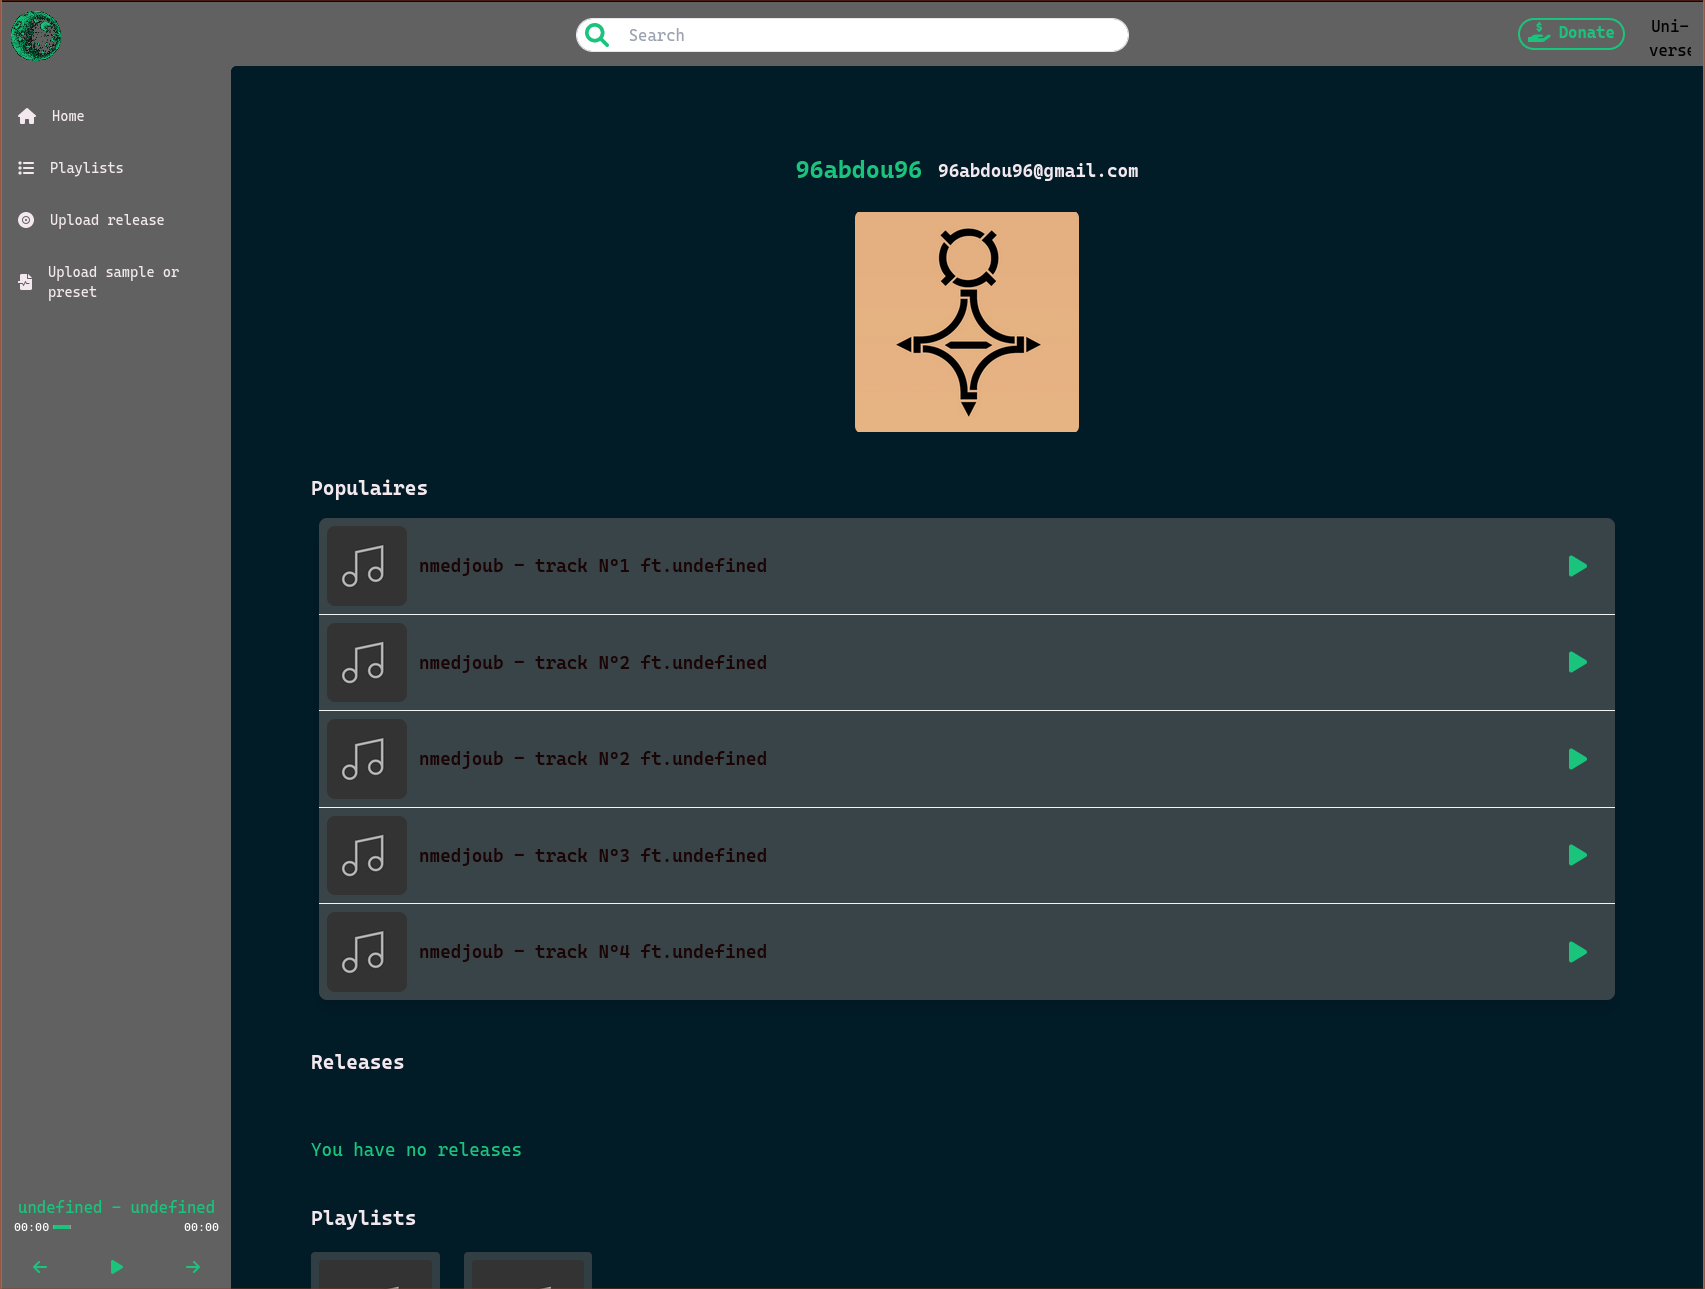 Search
Donate
Uni-
verse
Home
Playlists
Upload release
Upload sample or
preset
96abdou96 96abdou96@gmail.com
Populaires
nmedjoub - track N°1 ft.undefined
nmedjoub - track N°2 ft.undefined
nmedjoub - track N°2 ft.undefined
nmedjoub - track N°3 ft.undefined
nmedjoub - track N°4 ft.undefined
Releases
You have no releases
Playlists
undefined - undefined
00:00 00:00